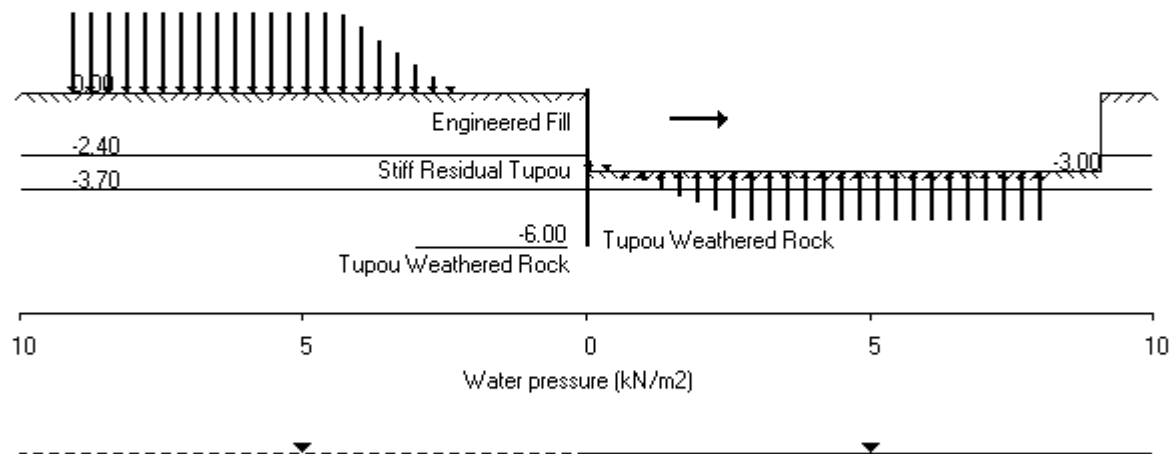 0.00
Engineered Fill
-2.40
Stiff Residual Tupou
-3.00
-3.70
-6.00
Tupou Weathered Rock
Tupou Weathered Rock
10
5
0
5
10
Water pressure (kN/m2)